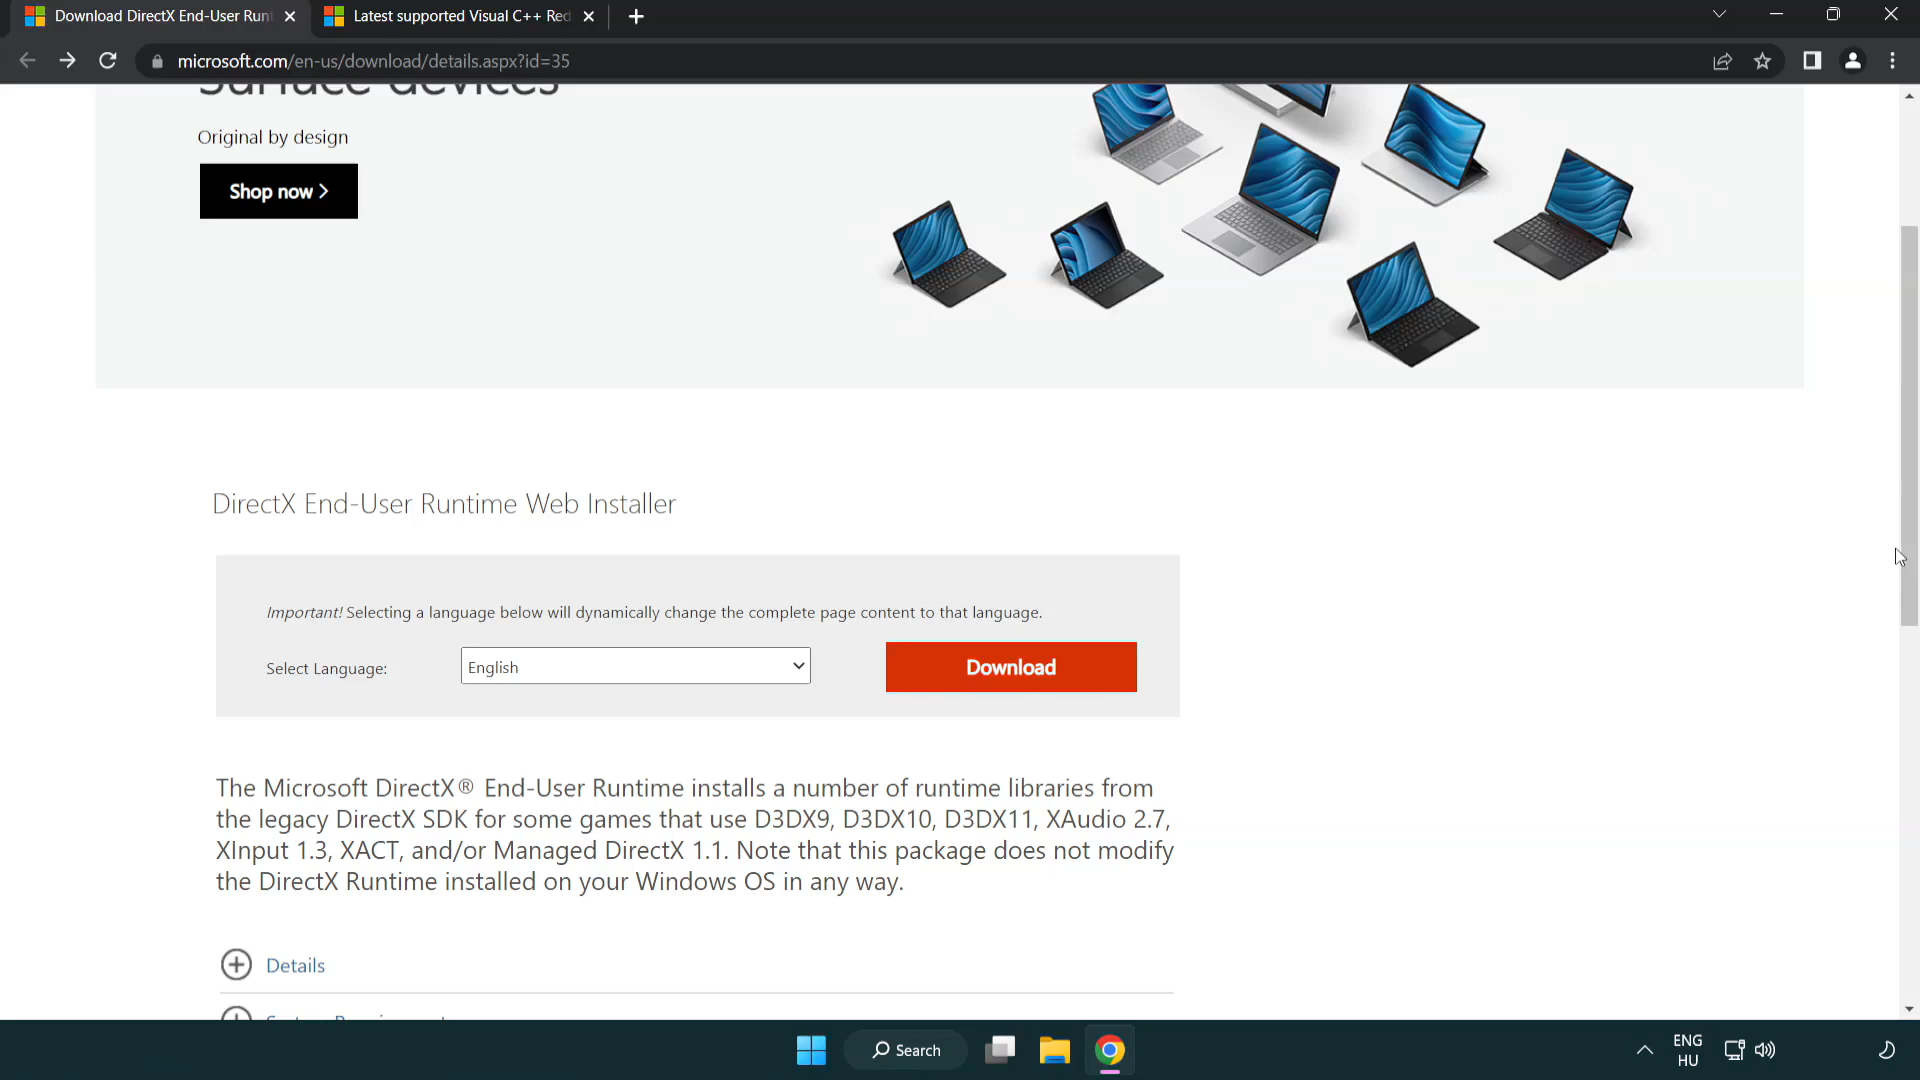 Download DirectX End-User Runt
Latest supported Visual C++ Red
microsoft.com/en-us/download/details.aspx?id=35
Surface devices
Original by design
Shop now >
DirectX End-User Runtime Web Installer
Important! Selecting a language below will dynamically change the complete page content to that language.
Select Language:
English
Download
The Microsoft DirectX® End-User Runtime installs a number of runtime libraries from
the legacy DirectX SDK for some games that use D3DX9, D3DX10, D3DX11, XAudio 2.7,
XInput 1.3, XACT, and/or Managed DirectX 1.1. Note that this package does not modify
the DirectX Runtime installed on your Windows OS in any way.
Details
Search
ENG
HU